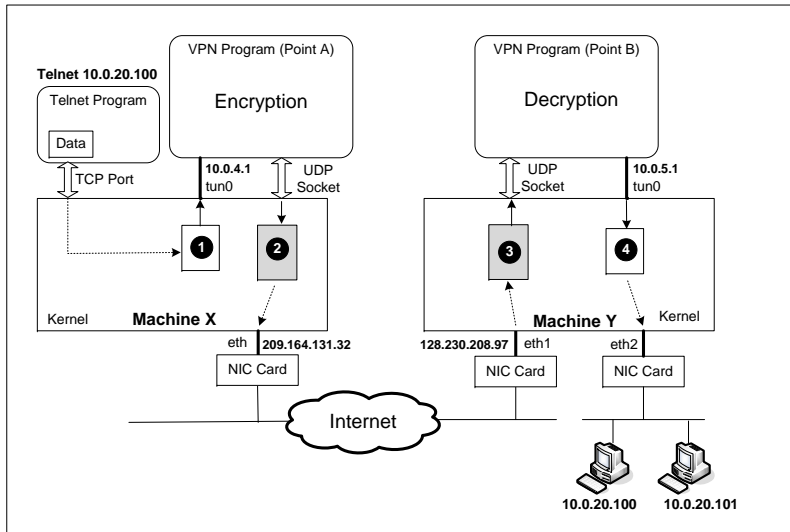 VPN Program (Point A)
VPN Program (Point B)
Telnet 10.0.20.100
Telnet Program
Encryption
Decryption
Data
TCP Port
10.0.4.1
tun0
UDP
Socket
UDP
Socket
10.0.5.1
tun0
1
2
3
4
Kernel
Machine X
Machine Y
Kernel
eth
209.164.131.32
128.230.208.97
eth1
eth2
NIC Card
NIC Card
NIC Card
Internet
10.0.20.100
10.0.20.101